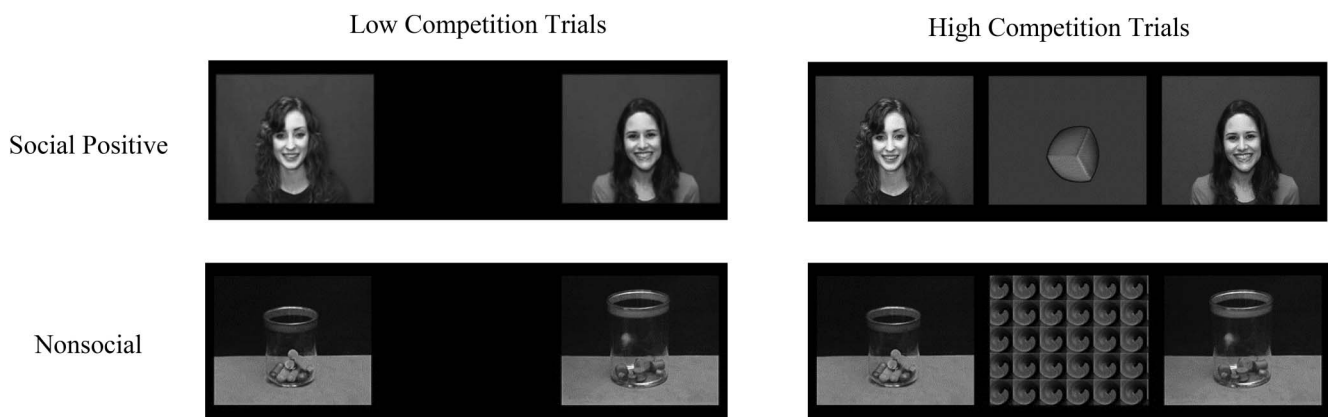 Low Competition Trials
High Competition Trials
Social Positive
Nonsocial